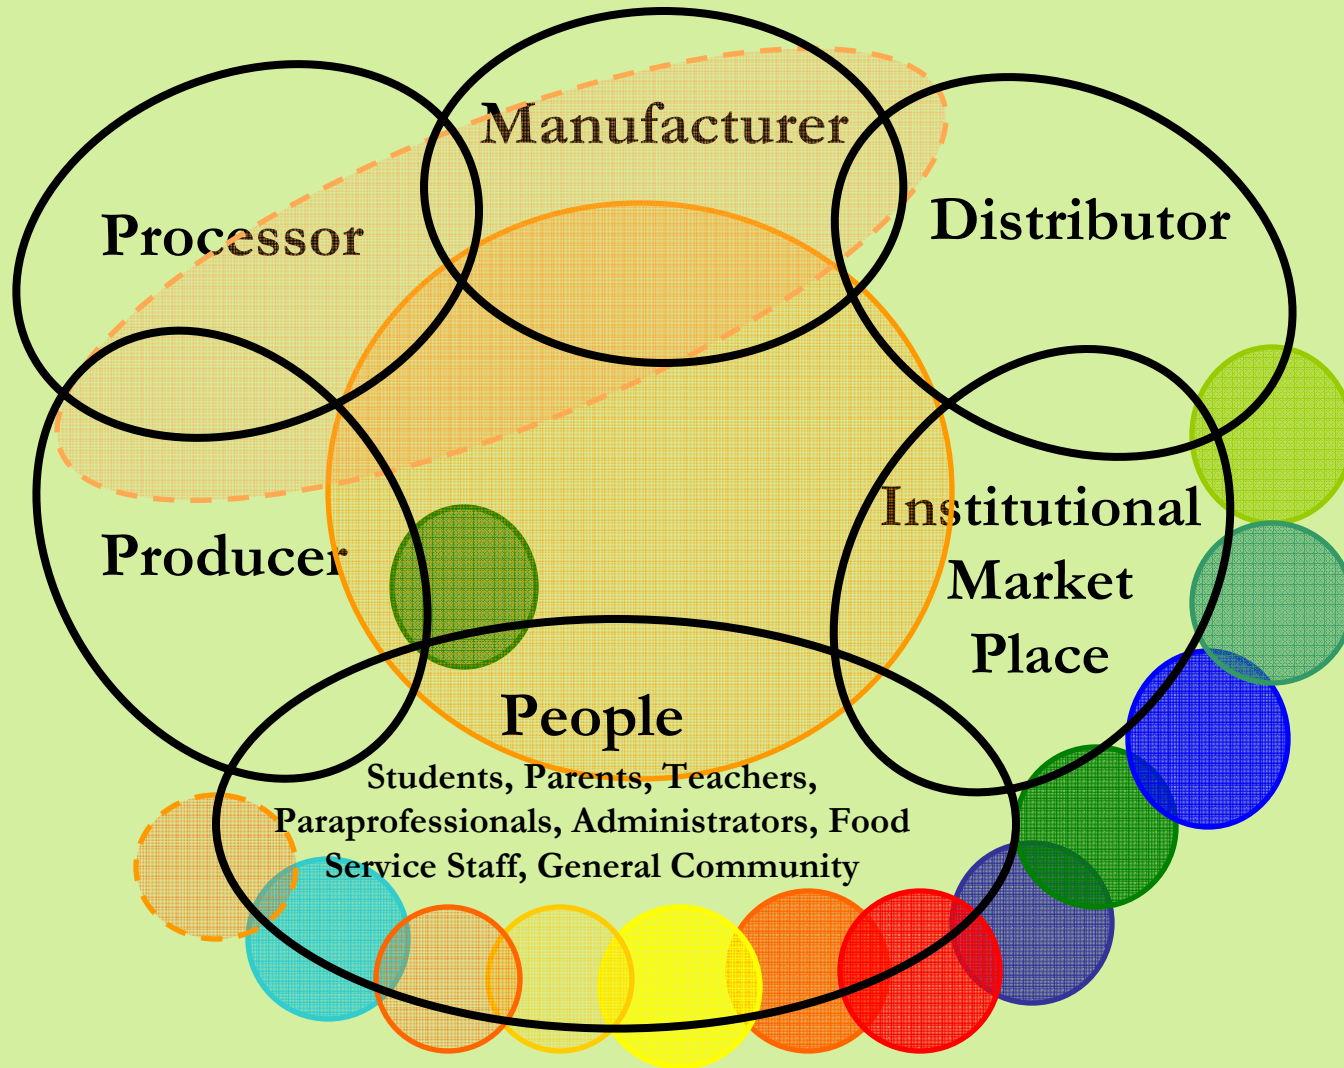 Manufacturer
Processor
Distributor
Institutional
Market
Place
Producer
People
Students, Parents, Teachers,
Paraprofessionals, Administrators, Food
Service Staff, General Community